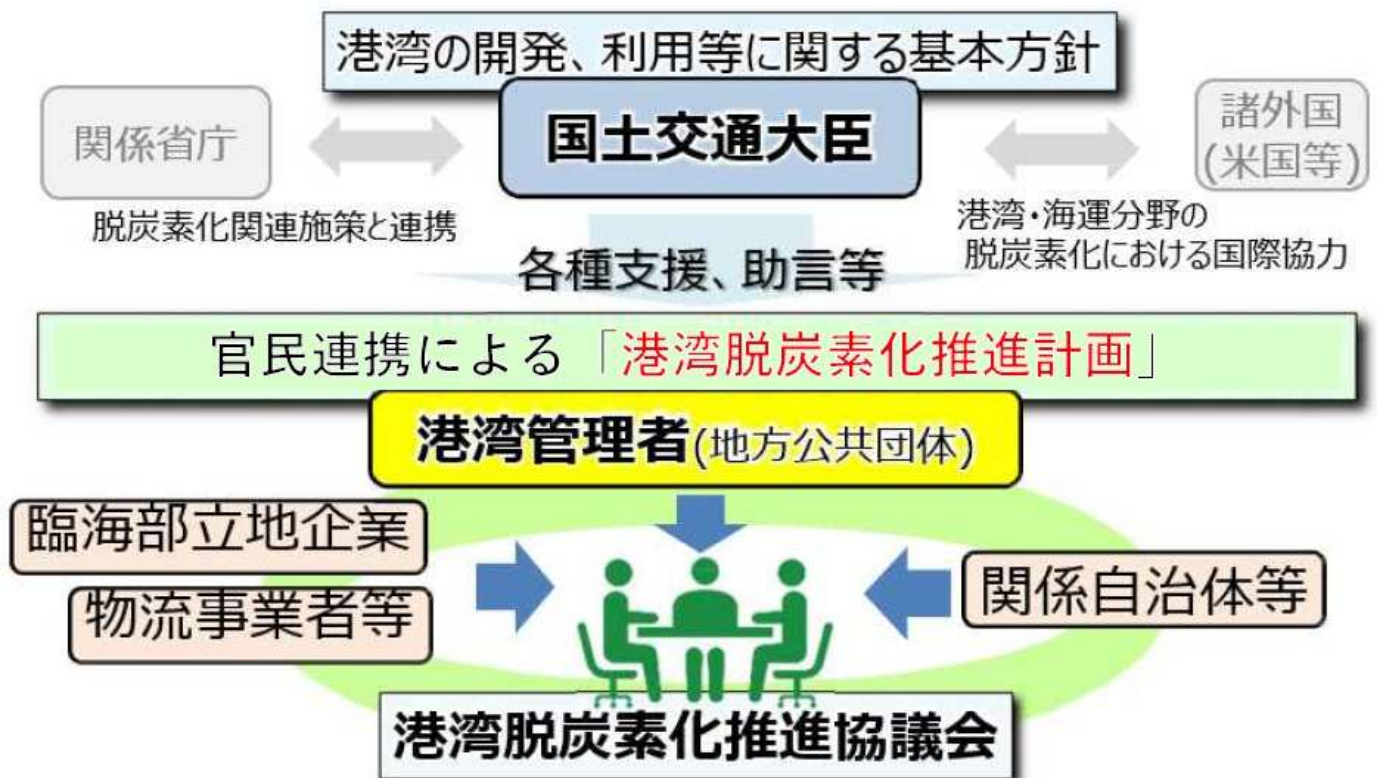 港湾の開発、利用等に関する基本方針
関係省庁
国土交通大臣
諸外国
(米国等)
脱炭素化関連施策と連携
港湾・海運分野の
脱炭素化における国際協力
各種支援、助言等
官民連携による「港湾脱炭素化推進計画」
港湾管理者(地方公共団体)
臨海部立地企業
物流事業者等
関係自治体等
港湾脱炭素化推進協議会